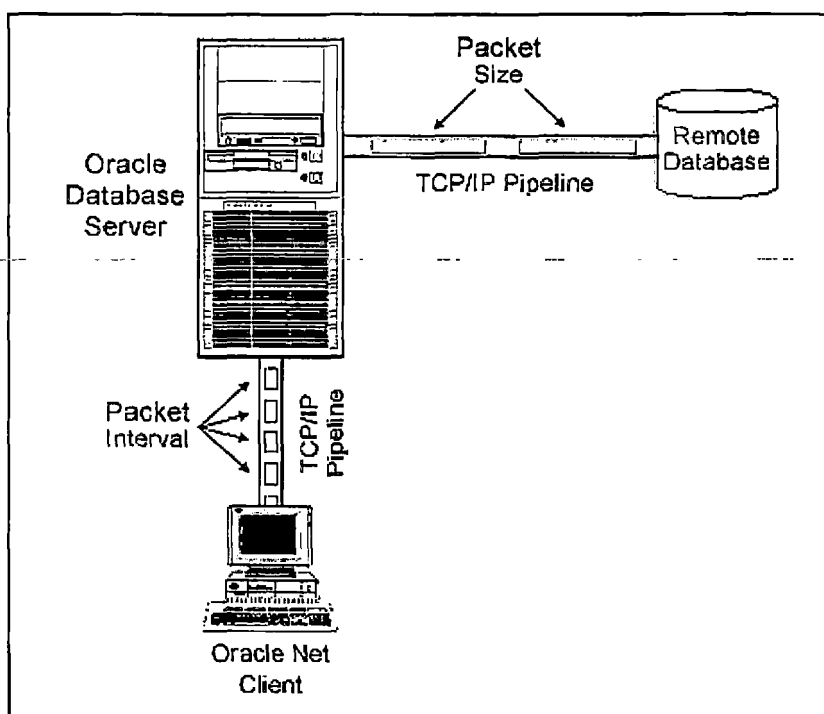 Packet
Size
Oracle
Database
Server
Remote
Database
TCP/IP Pipeline
Packet
Interval
TCP/IP
Pipeline
Oracle Net
Client